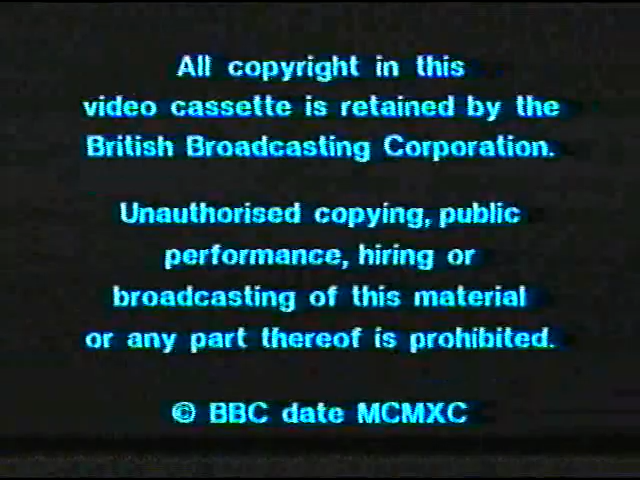 All copyright in this
video cassette is retained by the
British Broadcasting Corporation.
Unauthorised copying, public
performance, hiring or
broadcasting of this material
or any part thereof is prohibited.
© BBC date MCMXC